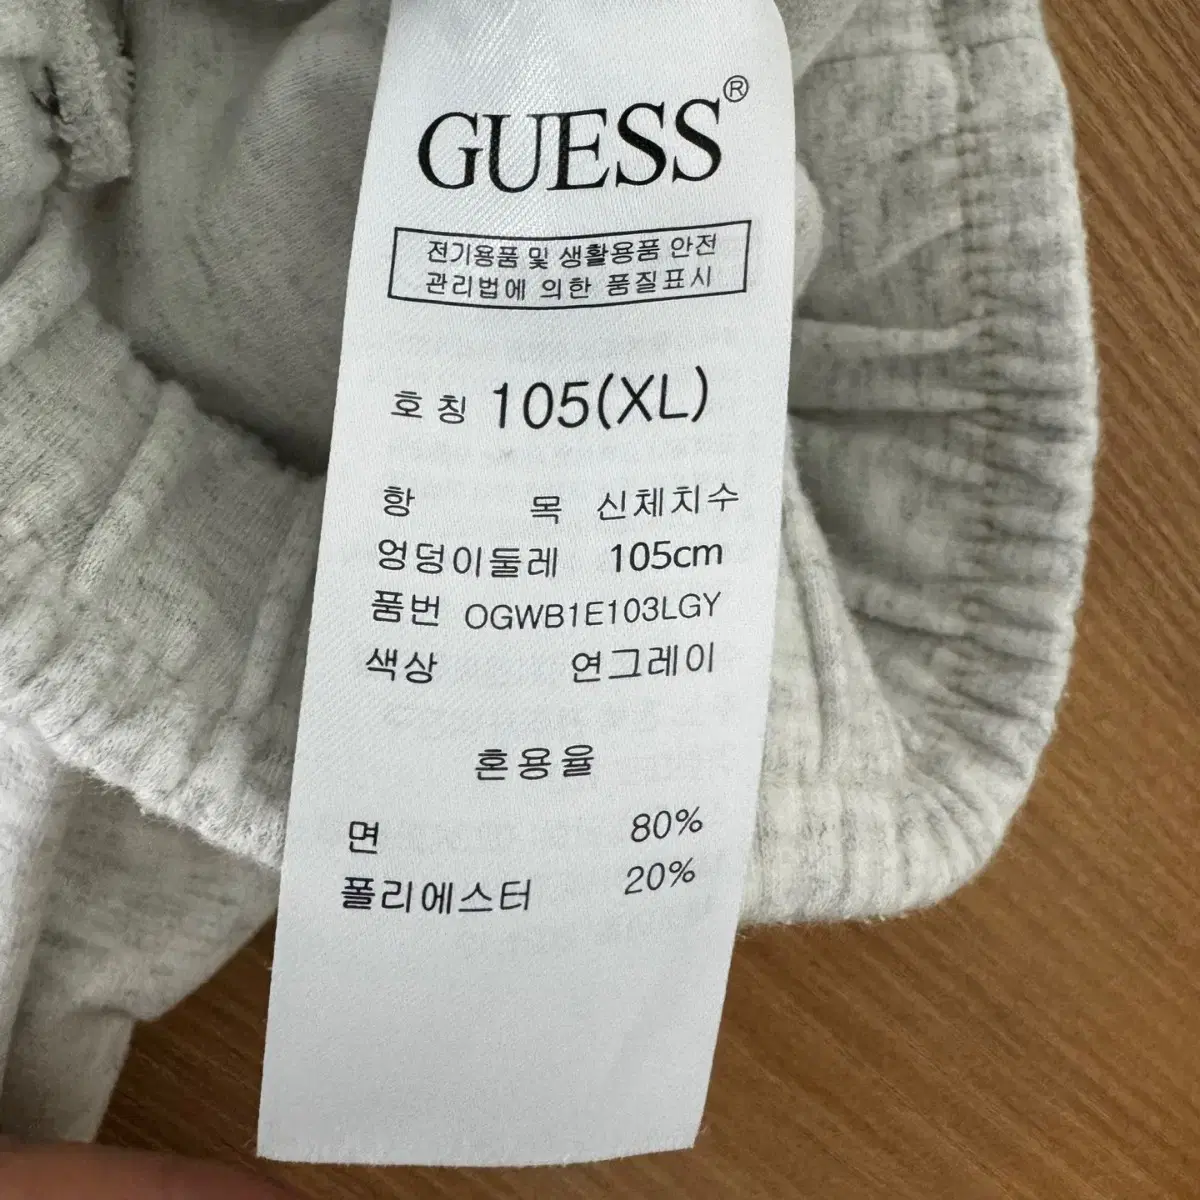 GUESS®
전기용품 및 생활용품 안전
관리법에 의한 품질표시
호칭 105(XL)
항 목 신체치수
엉덩이둘레 105cm
품번 OGWB1E103LGY
색상 연그레이
혼용율
면 80%
폴리에스터 20%